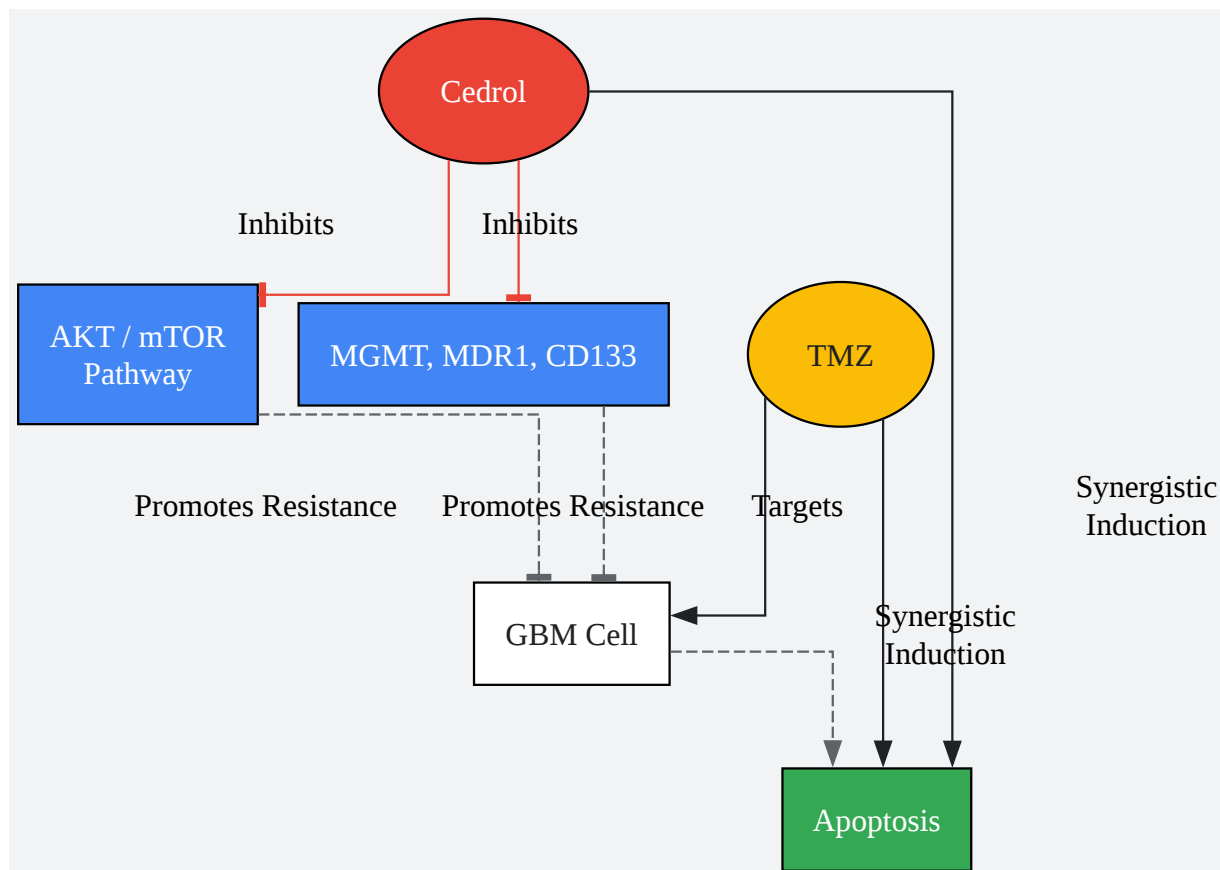 Cedrol
Inhibits
Inhibits
AKT / mTOR
Pathway
MGMT, MDR1, CD133
TMZ
Promotes Resistance
Promotes Resistance
Targets
Synergistic
Induction
Synergistic
Induction
GBM Cell
Apoptosis